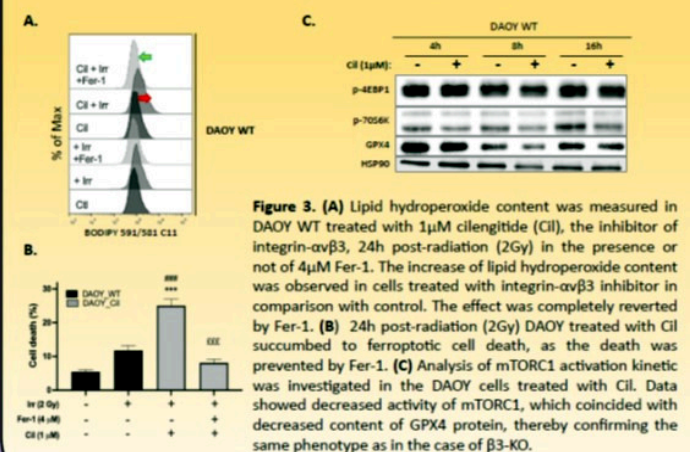 A.
% of Max
Cil + Irr
+Fer-1
Cil + Irr
Cil
+ Irr
+Fer-1
+ Irr
Ctl
DAOY WT
BODIPY 591/581 C11
B.
DAOY_WT
DAOY_Cil
Cell death (%)
30
20
10
0
###
***
£££
Irr (2 Gy) - + + +
Fer-1 (4 µM) - - - +
Cil (1 µM) - - + +
C.
DAOY WT
4h 8h 16h
Cil (1µM): - + - + - +
p-4EBP1
p-70S6K
GPX4
HSP90
Figure 3. (A) Lipid hydroperoxide content was measured in
DAOY WT treated with 1µM cilengitide (Cil), the inhibitor of
integrin-αvβ3, 24h post-radiation (2Gy) in the presence or
not of 4µM Fer-1. The increase of lipid hydroperoxide content
was observed in cells treated with integrin-αvβ3 inhibitor in
comparison with control. The effect was completely reverted
by Fer-1. (B) 24h post-radiation (2Gy) DAOY treated with Cil
succumbed to ferroptotic cell death, as the death was
prevented by Fer-1. (C) Analysis of mTORC1 activation kinetic
was investigated in the DAOY cells treated with Cil. Data
showed decreased activity of mTORC1, which coincided with
decreased content of GPX4 protein, thereby confirming the
same phenotype as in the case of β3-KO.